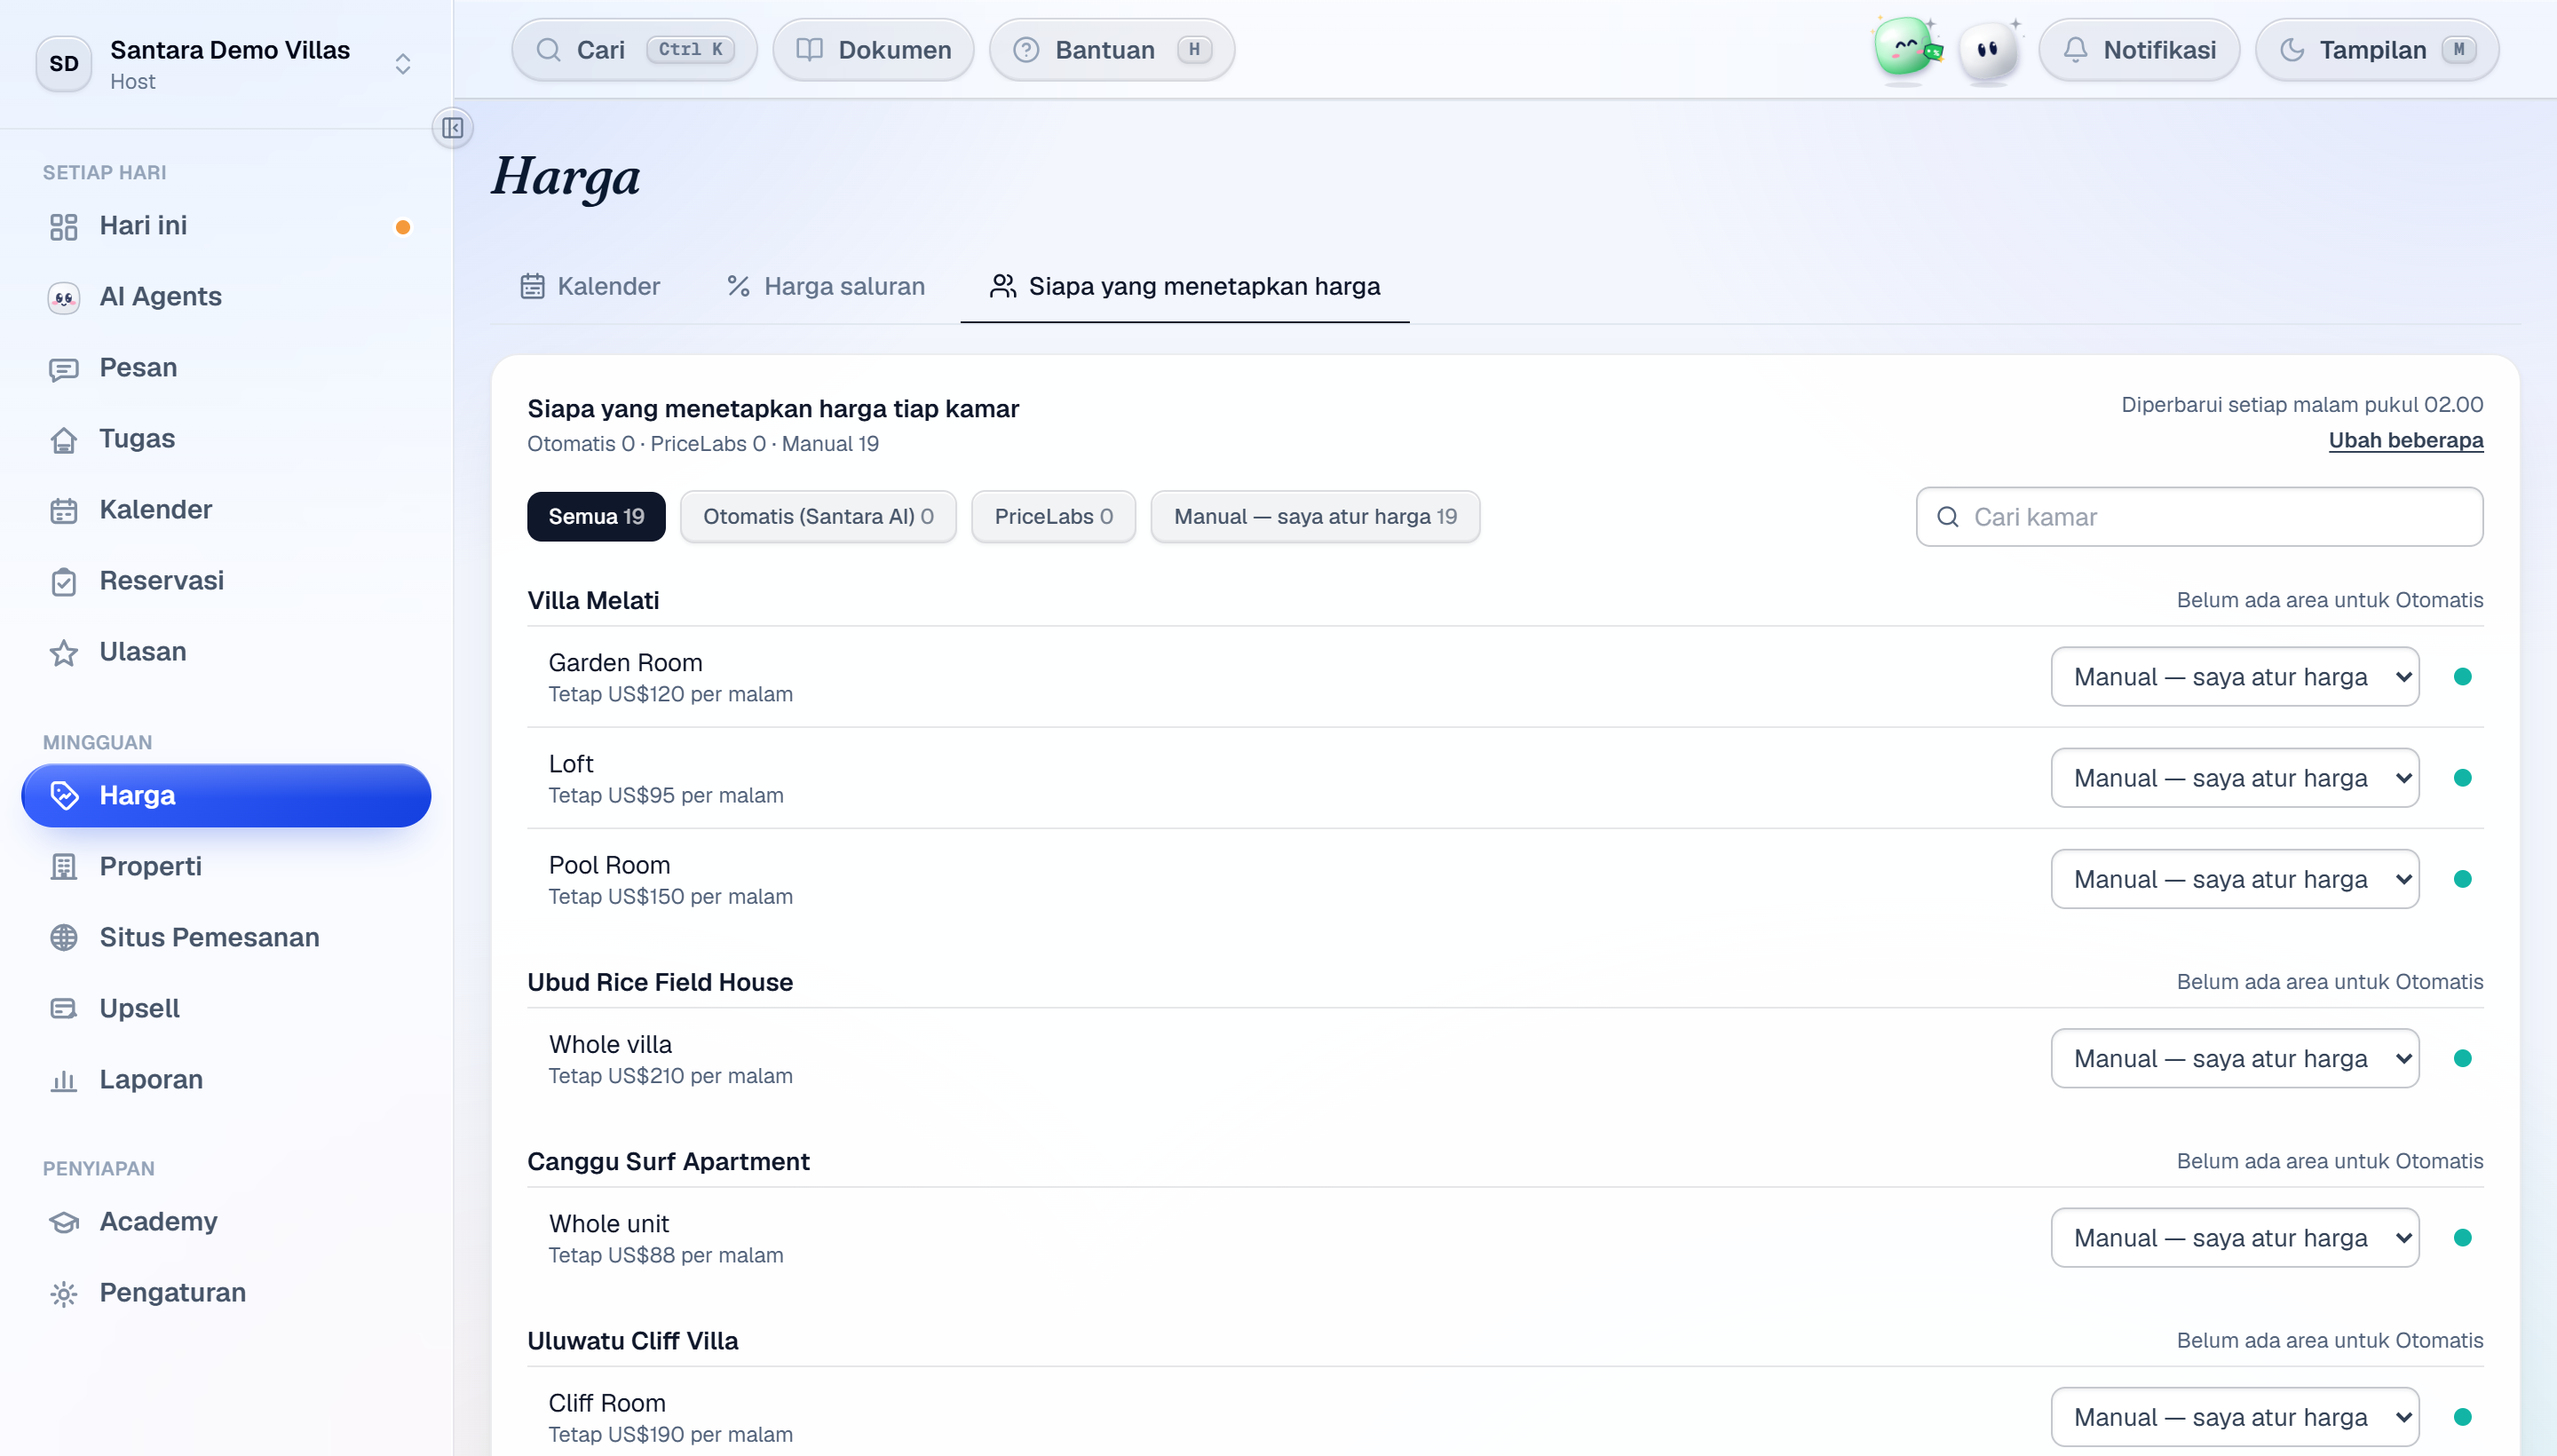 SD
Santara Demo Villas
Host
SETIAP HARI
Hari ini
AI Agents
Pesan
Tugas
Kalender
Reservasi
Ulasan
MINGGUAN
Harga
Properti
Situs Pemesanan
Upsell
Laporan
PENYIAPAN
Academy
Pengaturan
Cari Ctrl K
Dokumen
Bantuan H
Notifikasi
Tampilan M
Harga
Kalender
Harga saluran
Siapa yang menetapkan harga
Siapa yang menetapkan harga tiap kamar
Otomatis 0 · PriceLabs 0 · Manual 19
Diperbarui setiap malam pukul 02.00
Ubah beberapa
Semua 19
Otomatis (Santara AI) 0
PriceLabs 0
Manual — saya atur harga 19
Cari kamar
Villa Melati
Belum ada area untuk Otomatis
Garden Room
Tetap US$120 per malam
Manual — saya atur harga
Loft
Tetap US$95 per malam
Manual — saya atur harga
Pool Room
Tetap US$150 per malam
Manual — saya atur harga
Ubud Rice Field House
Belum ada area untuk Otomatis
Whole villa
Tetap US$210 per malam
Manual — saya atur harga
Canggu Surf Apartment
Belum ada area untuk Otomatis
Whole unit
Tetap US$88 per malam
Manual — saya atur harga
Uluwatu Cliff Villa
Belum ada area untuk Otomatis
Cliff Room
Tetap US$190 per malam
Manual — saya atur harga